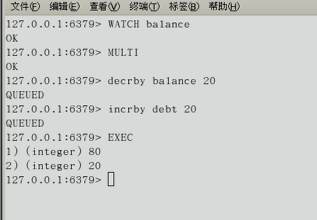 文件(F) 编辑(E) 查看(V) 终端(T) 标签(B) 帮助(H)
127.0.0.1:6379> WATCH balance
OK
127.0.0.1:6379> MULTI
OK
127.0.0.1:6379> decrby balance 20
QUEUED
127.0.0.1:6379> incrby debt 20
QUEUED
127.0.0.1:6379> EXEC
1) (integer) 80
2) (integer) 20
127.0.0.1:6379>